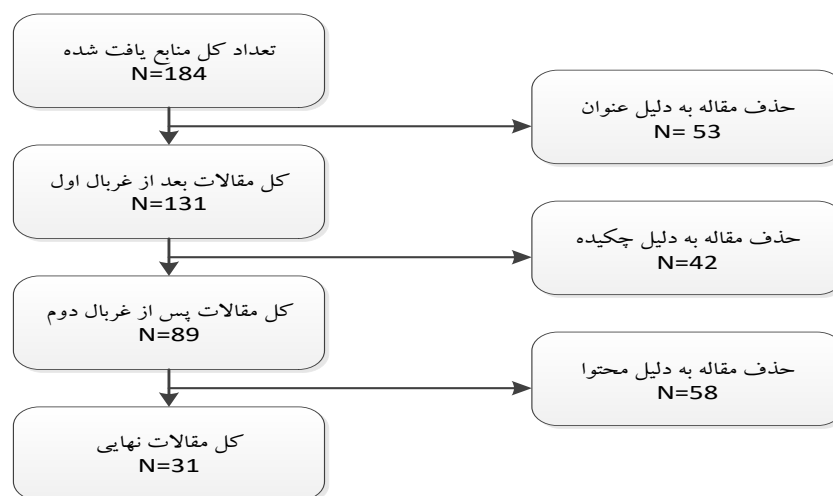 تعداد کل منابع یافت شده
N=184
حذف مقاله به دلیل عنوان
N= 53
کل مقالات بعد از غربال اول
N=131
حذف مقاله به دلیل چکیده
N=42
کل مقالات پس از غربال دوم
N=89
حذف مقاله به دلیل محتوا
N=58
کل مقالات نهایی
N=31